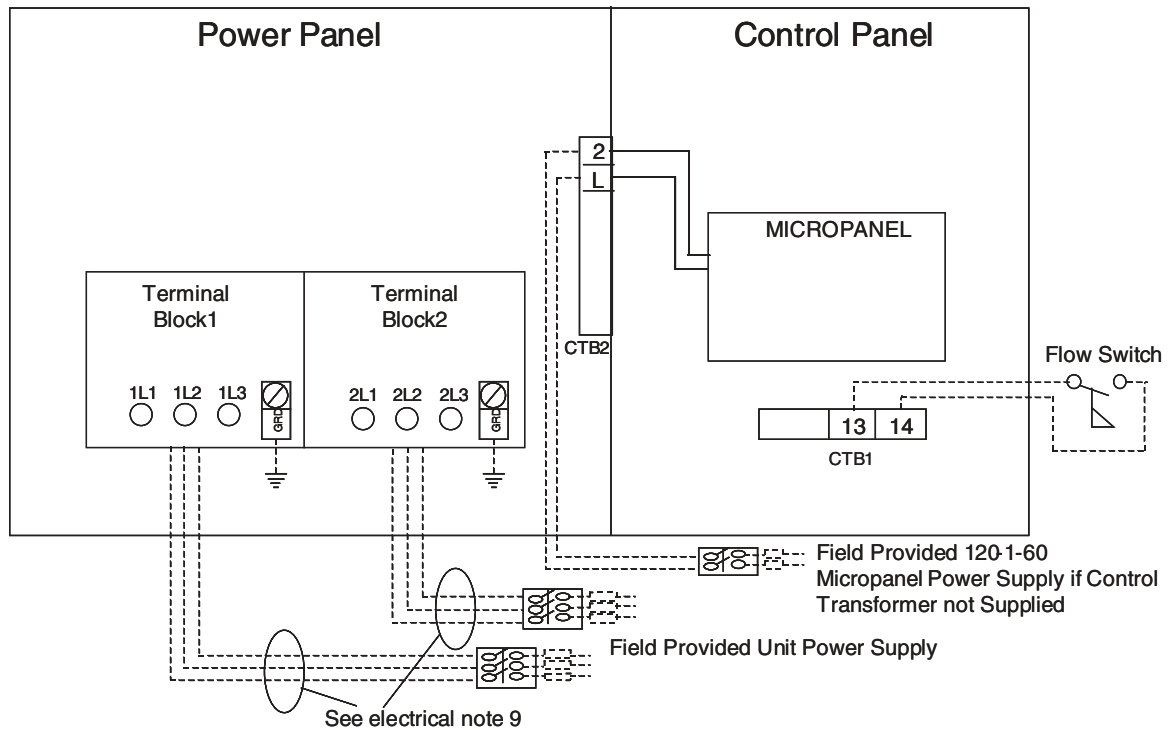 Power Panel
Control Panel
2
L
MICROPANEL
Terminal
Block1
Terminal
Block2
CTB2
Flow Switch
1L1
1L2
1L3
GRD
2L1
2L2
2L3
GRD
13
14
CTB1
Field Provided 120-1-60
Micropanel Power Supply if Control
Transformer not Supplied
Field Provided Unit Power Supply
See electrical note 9